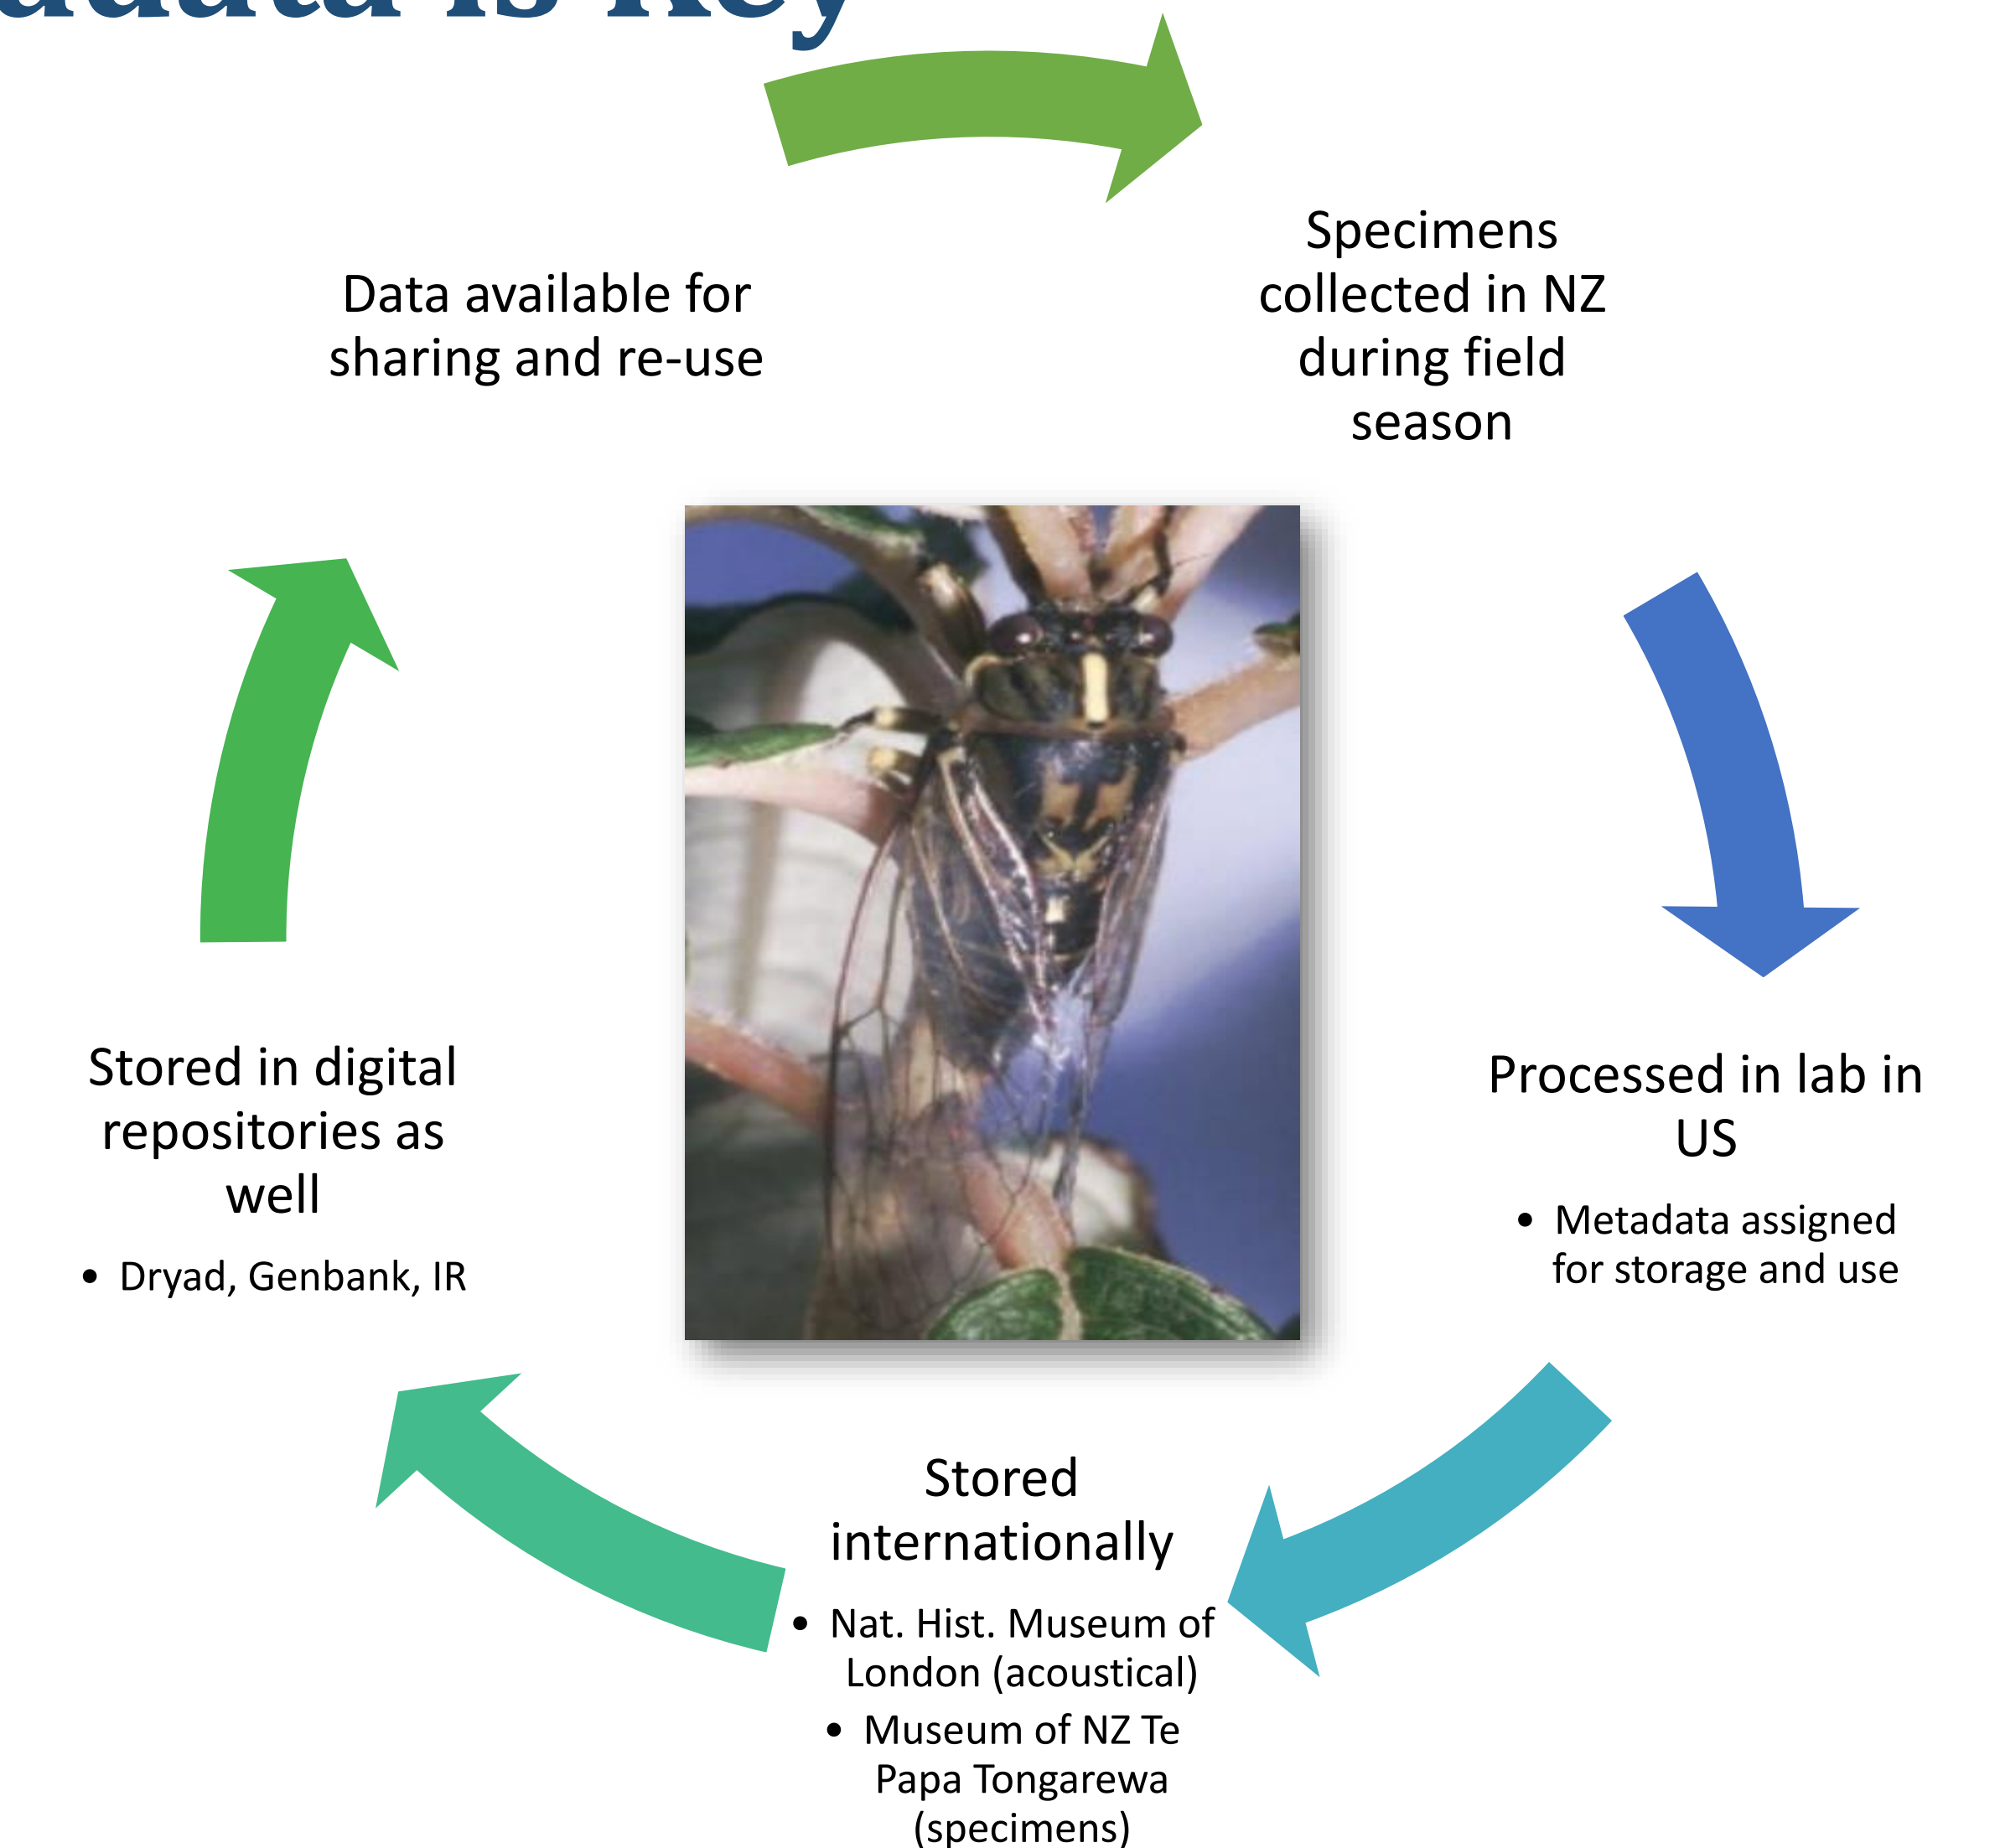 is Key
Specimens
collected in NZ
during field
season
Processed in lab in
US
• Metadata assigned
for storage and use
Stored
internationally
• Nat. Hist. Museum of
London (acoustical)
• Museum of NZ Te
Papa Tongarewa
(specimens)
Stored in digital
repositories as
well
• Dryad, Genbank, IR
Data available for
sharing and re-use